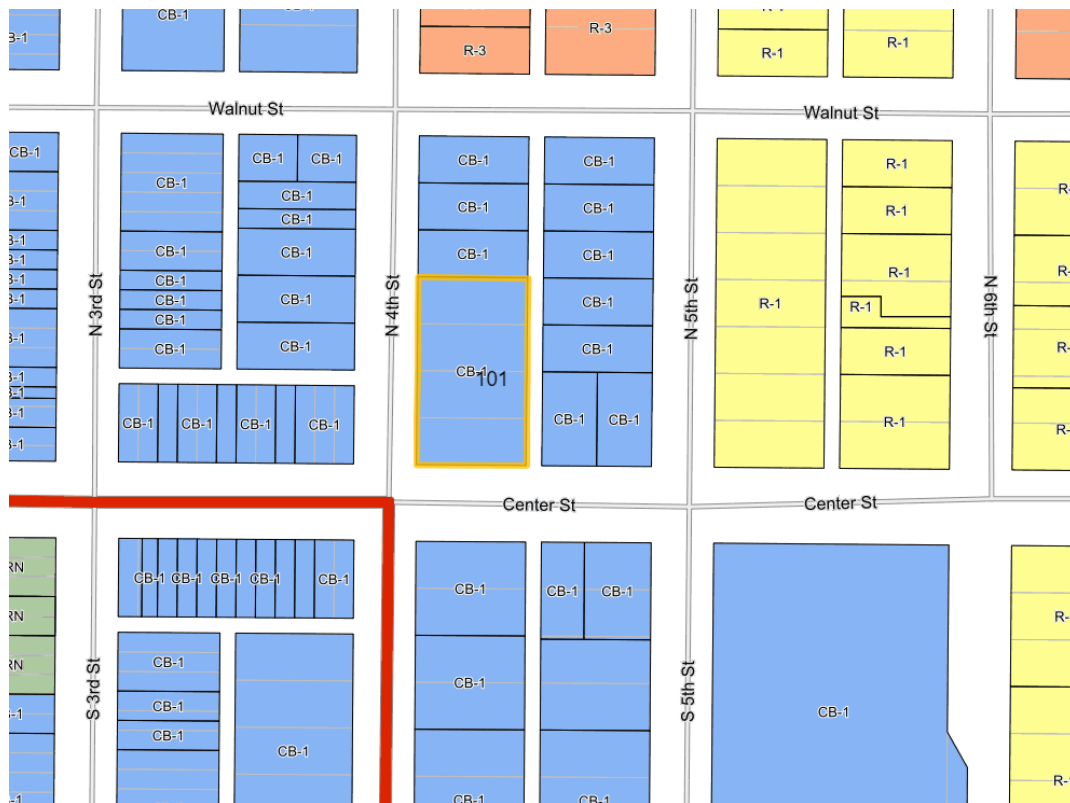 CB-1
R-3
R-3
R-1
R-1
Walnut St
Walnut St
CB-1
CB-1
CB-1
CB-1
CB-1
CB-1
R-1
CB-1
CB-1
CB-1
CB-1
CB-1
R-1
CB-1
CB-1
CB-1
CB-1
CB-1
R-1
CB-1
CB-1
CB-1
CB-1
R-1
R-1
CB-1
CB-1
CB-1
CB-1
R-1
N 3rd St
N 4th St
N 5th St
N 6th St
CB-1
101
CB-1
CB-1
CB-1
CB-1
CB-1
R-1
Center St
Center St
CB-1
CB-1
CB-1
CB-1
CB-1
CB-1
CB-1
CB-1
CB-1
CB-1
CB-1
CB-1
CB-1
CB-1
S 3rd St
S 5th St
CB-1
CB-1